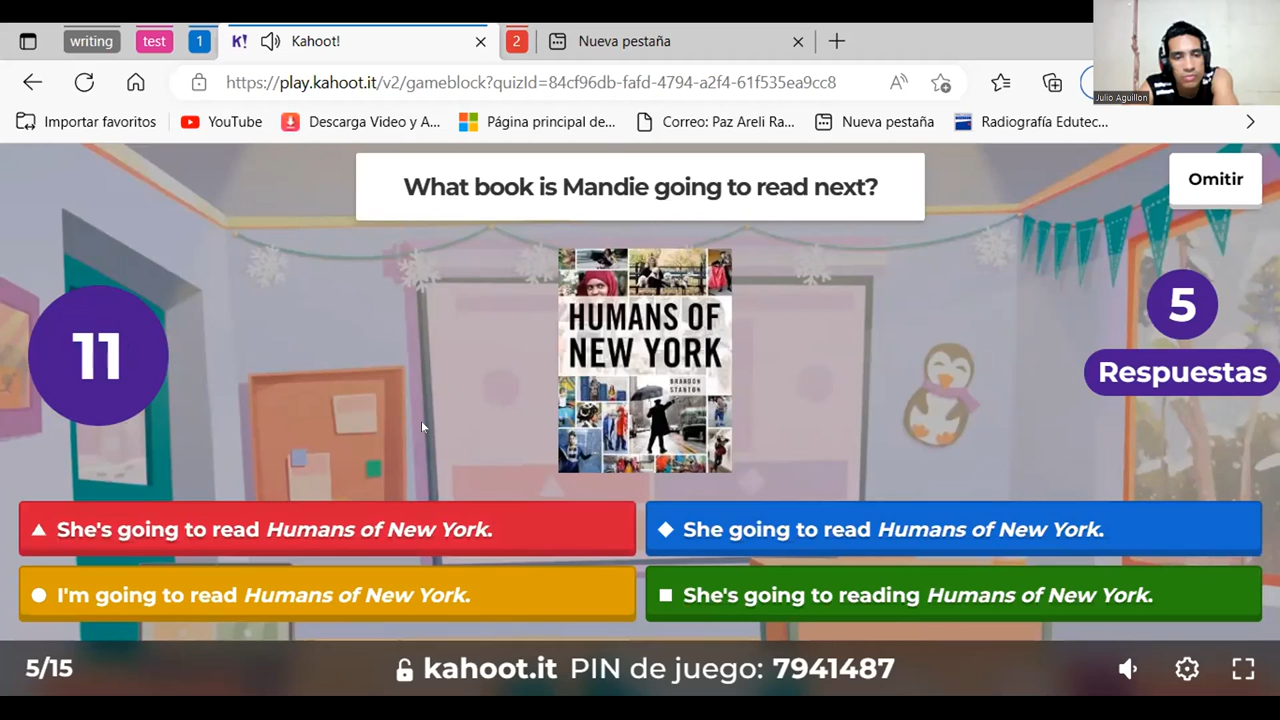 writing
test
1
K! Kahoot!
2
Nueva pestaña
https://play.kahoot.it/v2/gameblock?quizId=84cf96db-fafd-4794-a2f4-61f535ea9cc8
Julio Aguillon
Importar favoritos
YouTube
Descarga Video y A...
Página principal de...
Correo: Paz Areli Ra...
Nueva pestaña
Radiografía Edutec...
What book is Mandie going to read next?
Omitir
HUMANS OF
NEW YORK
BRANDON
STANTON
11
5
Respuestas
She's going to read Humans of New York.
She going to read Humans of New York.
I'm going to read Humans of New York.
She's going to reading Humans of New York.
5/15
kahoot.it PIN de juego: 7941487